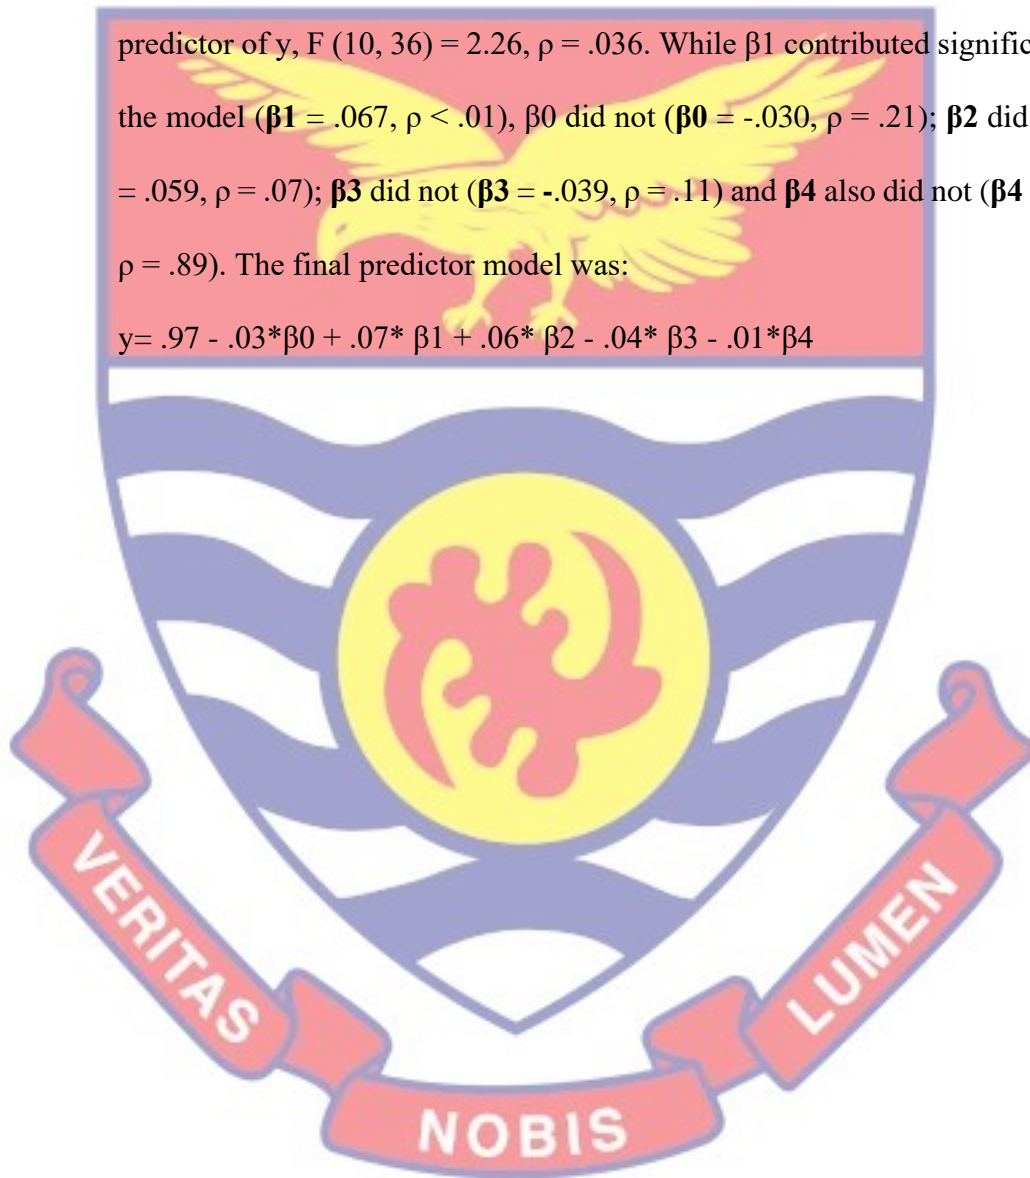 predictor of y, F (10, 36) = 2.26, ρ = .036. While β1 contributed signific
the model (β1 = .067, ρ < .01), β0 did not (β0 = -.030, ρ = .21); β2 did
= .059, ρ = .07); β3 did not (β3 = -.039, ρ = .11) and β4 also did not (β4
ρ = .89). The final predictor model was:
y= .97 - .03*β0 + .07* β1 + .06* β2 - .04* β3 - .01*β4
VERITAS
NOBIS
LUMEN